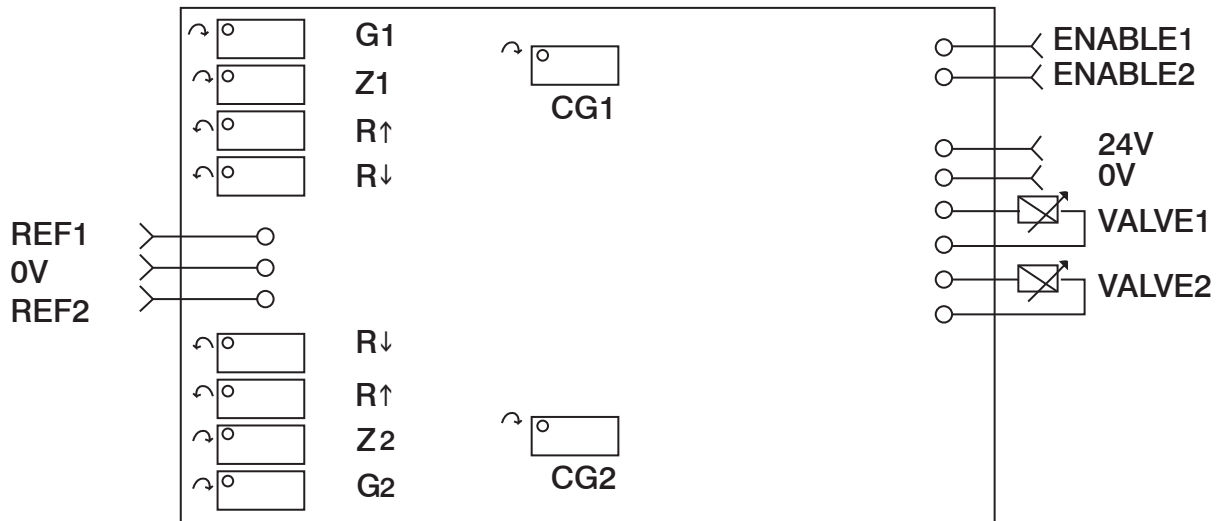 G1
Z1
R↑
R↓
CG1
ENABLE1
ENABLE2
24V
0V
VALVE1
VALVE2
REF1
0V
REF2
R↓
R↑
Z2
G2
CG2